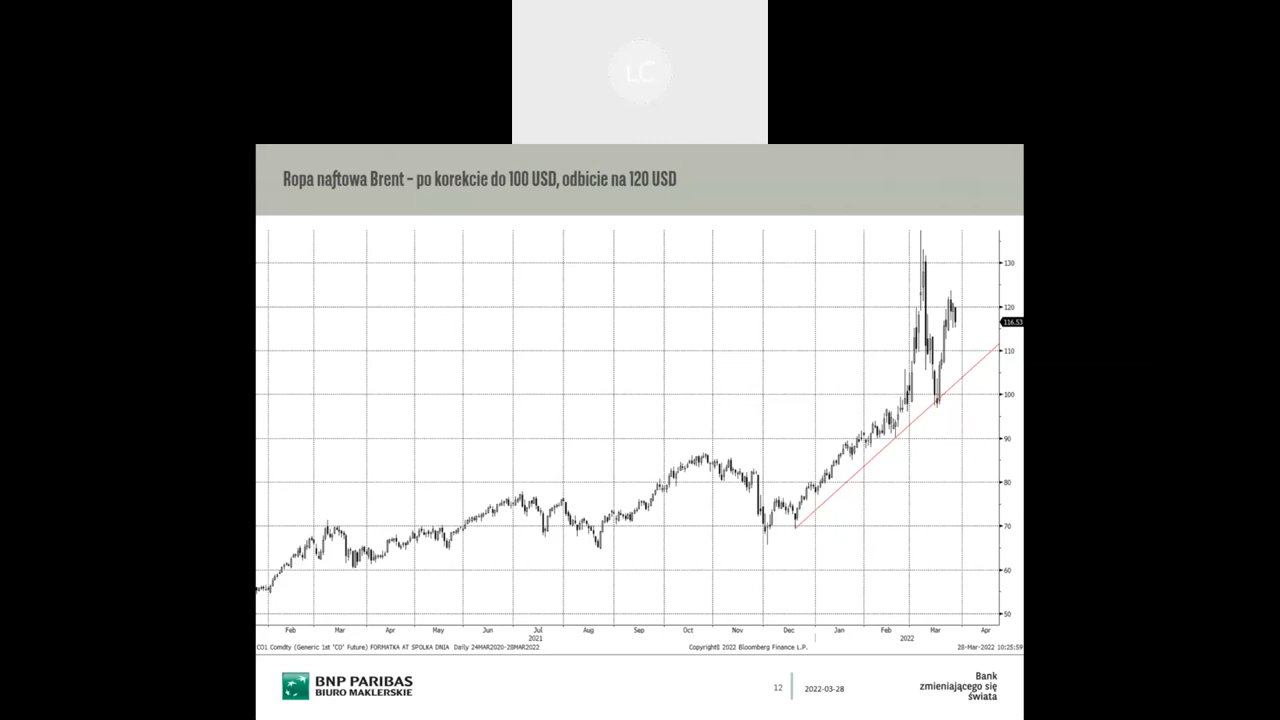 LC
Ropa naftowa Brent – po korekcie do 100 USD, odbicie na 120 USD
130
120
116.53
110
100
90
80
70
60
50
Feb Mar Apr May Jun Jul Aug Sep Oct Nov Dec Jan Feb Mar Apr
2021 2022
CO1 Comdty (Generic 1st 'CO' Future) FORMATKA AT SPOLKA DNIA Daily 24MAR2020-28MAR2022 Copyright© 2022 Bloomberg Finance L.P. 28-Mar-2022 10:25:59
BNP PARIBAS
BIURO MAKLERSKIE
12 2022-03-28
Bank
zmieniającego się
świata